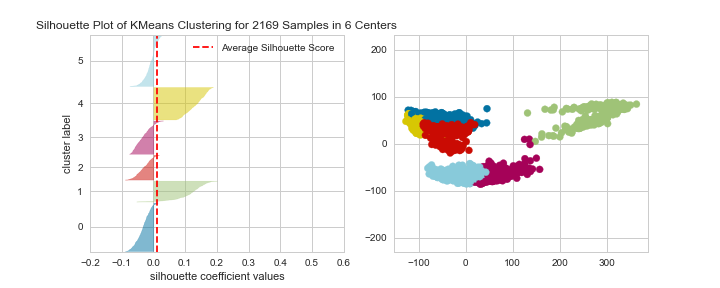 Silhouette Plot of KMeans Clustering for 2169 Samples in 6 Centers
Average Silhouette Score
cluster label
5
4
3
2
1
0
−0.2 −0.1 0.0 0.1 0.2 0.3 0.4 0.5 0.6
silhouette coefficient values
200
100
0
−100
−200
−100 0 100 200 300